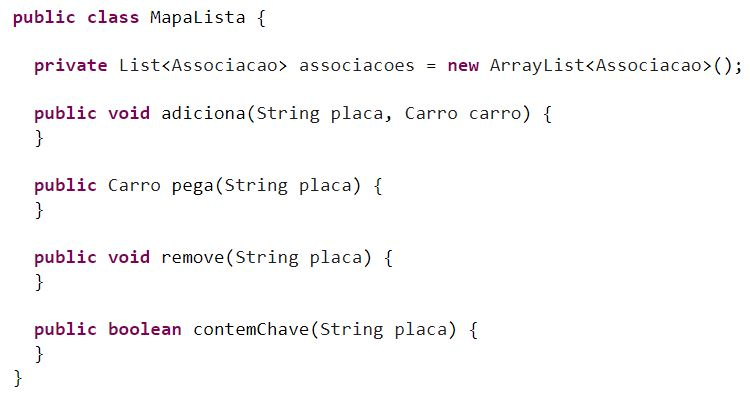 public class MapaLista {
private List<Associacao> associacoes = new ArrayList<Associacao>();
public void adiciona(String placa, Carro carro) {
}
public Carro pega(String placa) {
}
public void remove(String placa) {
}
public boolean contemChave(String placa) {
}
}